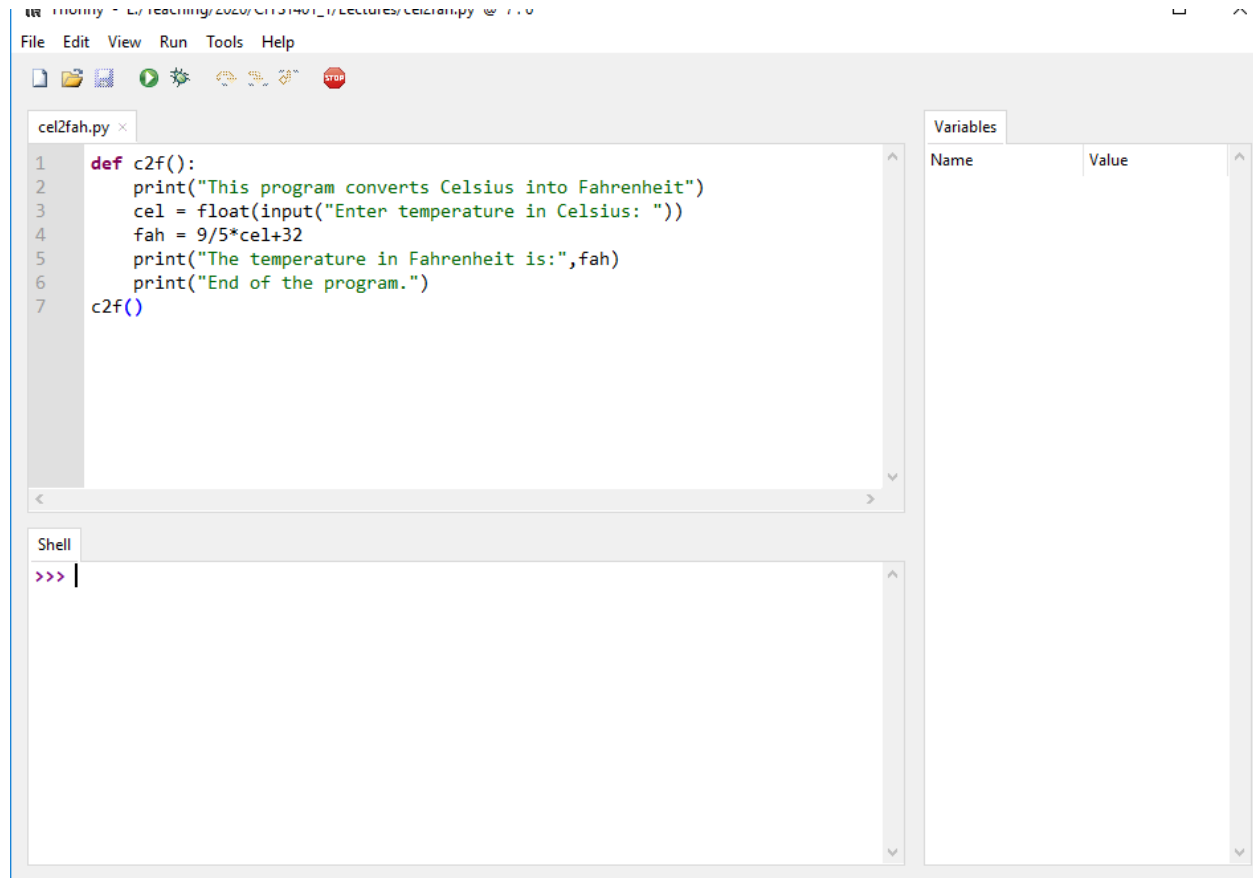 File Edit View Run Tools Help
STOP
cel2fah.py ×
1 def c2f():
2     print("This program converts Celsius into Fahrenheit")
3     cel = float(input("Enter temperature in Celsius: "))
4     fah = 9/5*cel+32
5     print("The temperature in Fahrenheit is:",fah)
6     print("End of the program.")
7 c2f()
Variables
Name Value
Shell
>>>